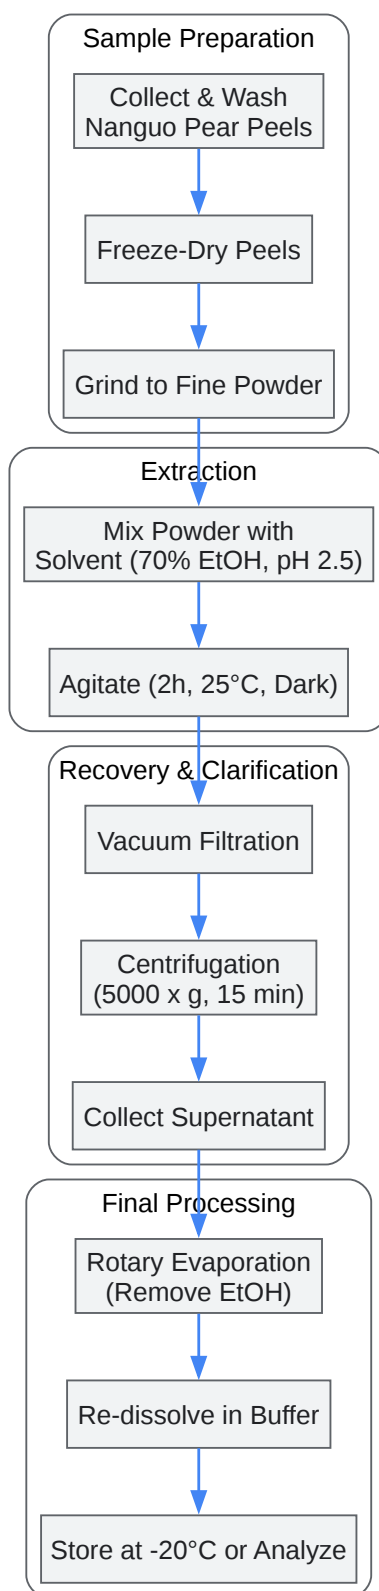 Sample Preparation
Collect & Wash
Nanguo Pear Peels
Freeze-Dry Peels
Grind to Fine Powder
Extraction
Mix Powder with
Solvent (70% EtOH, pH 2.5)
Agitate (2h, 25°C, Dark)
Recovery & Clarification
Vacuum Filtration
Centrifugation
(5000 x g, 15 min)
Collect Supernatant
Final Processing
Rotary Evaporation
(Remove EtOH)
Re-dissolve in Buffer
Store at -20°C or Analyze